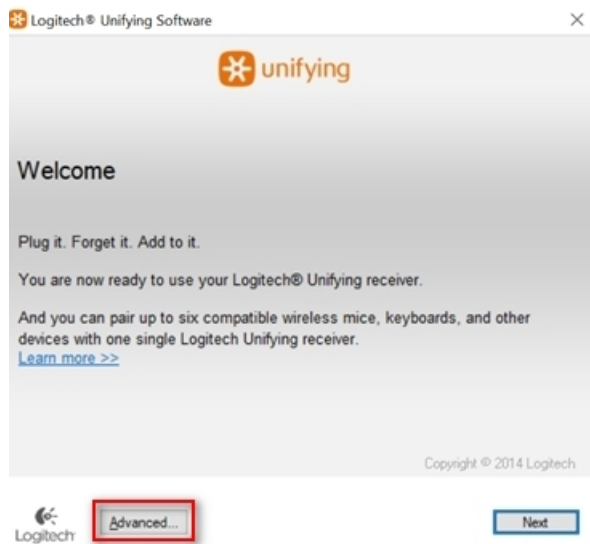 Logitech® Unifying Software
unifying
Welcome
Plug it. Forget it. Add to it.
You are now ready to use your Logitech® Unifying receiver.
And you can pair up to six compatible wireless mice, keyboards, and other
devices with one single Logitech Unifying receiver.
Learn more >>
Copyright © 2014 Logitech
Logitech
Advanced...
Next